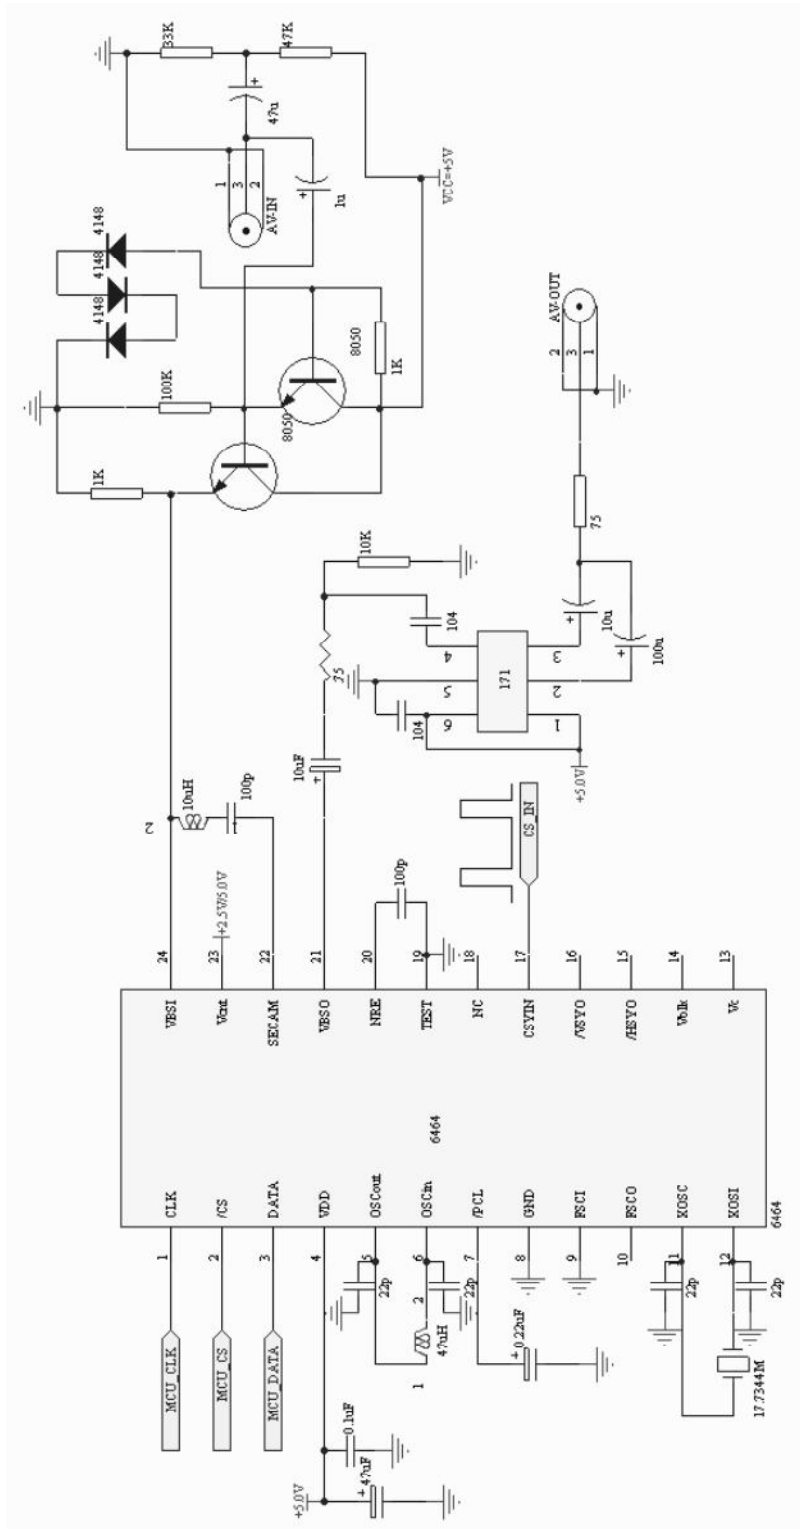 33K
47K
+
47u
1
3
2
AV-IN
+
1u
VCC=+5V
4148
4148
4148
100K
8050
1K
8050
1K
AV-OUT
2
3
1
75
10K
104
10u
+
100u
+
75
4
5
6
171
3
2
1
104
+5.0V
10uF
+
2
10uH
100p
1
+2.5V/5.0V
100p
CS_IN
24
23
22
21
20
19
18
17
16
15
14
13
VBSI
Vcnt
SECAM
VBSO
NRE
TEST
NC
CSYIN
/VSYO
/HSYO
Vblk
Vc
6464
CLK
/CS
DATA
VDD
OSCout
OSCin
/PCL
GND
FSCI
FSCO
XOSC
XOSI
6464
1
2
3
4
5
6
7
8
9
10
11
12
MCU_CLK
MCU_CS
MCU_DATA
22p
22p
2
47uH
1
+
0.22uF
22p
22p
17.7344M
0.1uF
47uF
+
+5.0V